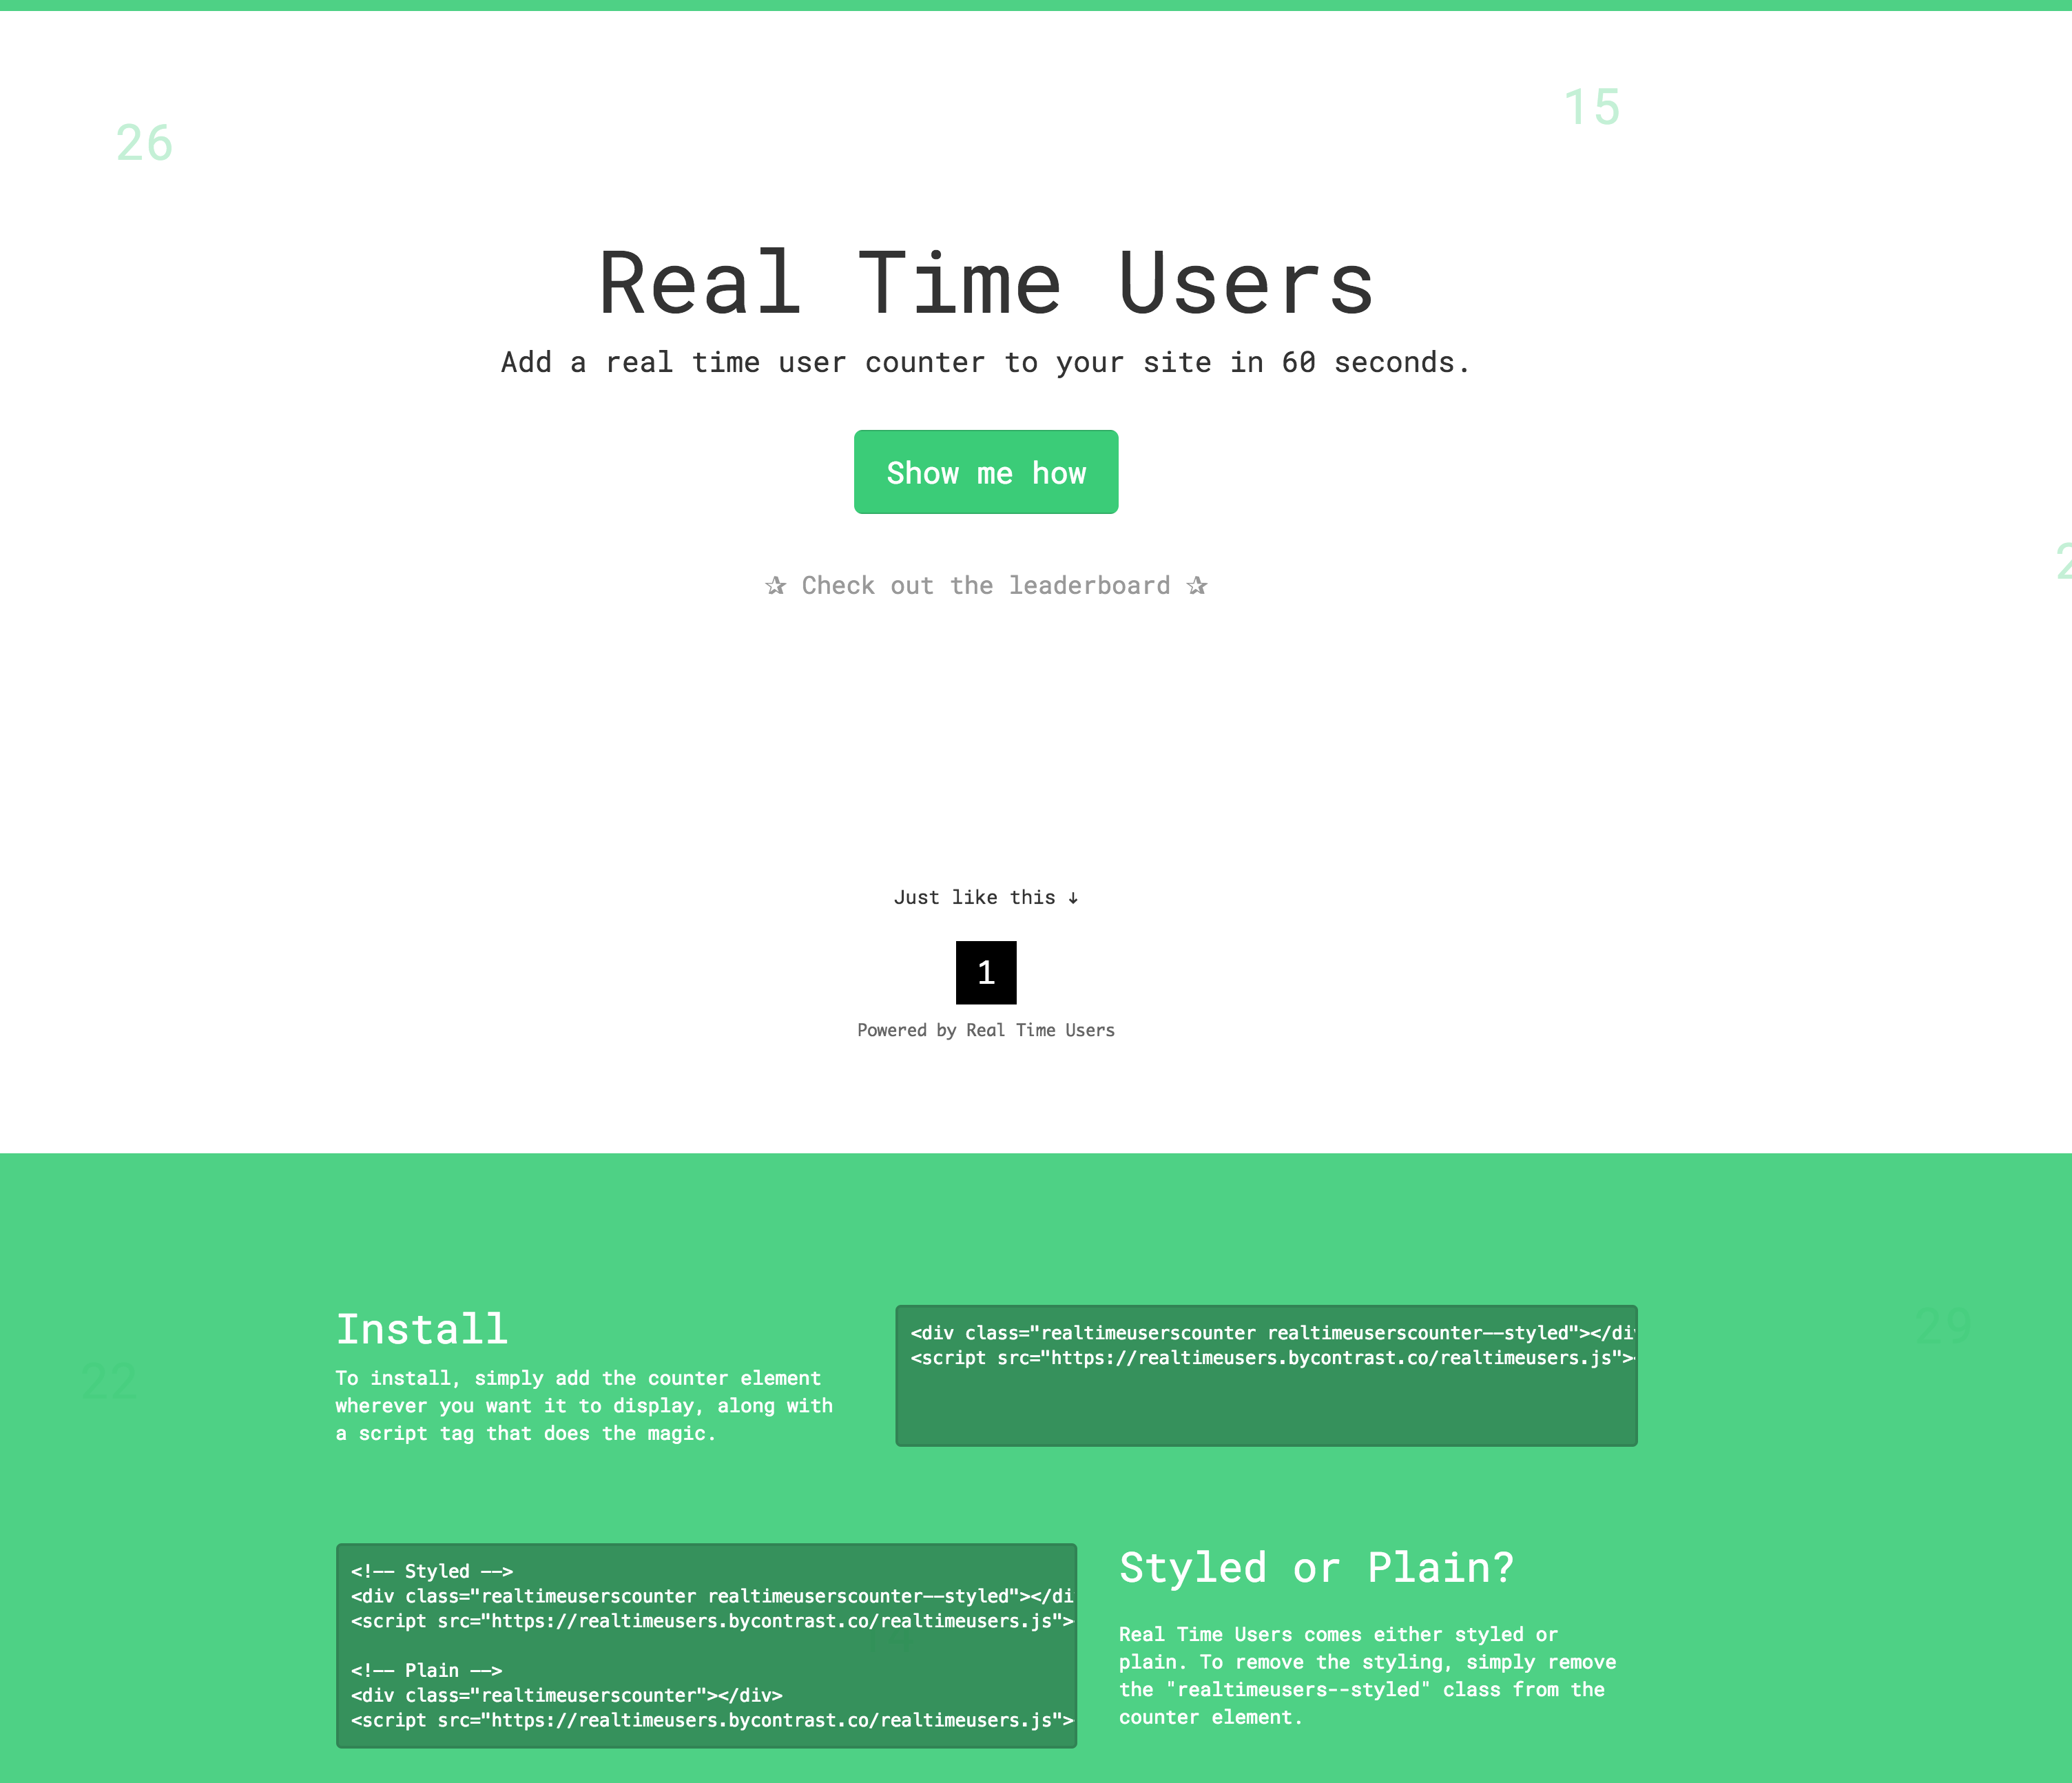 26
15
Real Time Users
Add a real time user counter to your site in 60 seconds.
Show me how
✰ Check out the leaderboard ✰
2
Just like this ↓
1
Powered by Real Time Users
Install
To install, simply add the counter element
wherever you want it to display, along with
a script tag that does the magic.
<div class="realtimeuserscounter realtimeuserscounter--styled"></di
<script src="https://realtimeusers.bycontrast.co/realtimeusers.js">
29
22
<!-- Styled -->
<div class="realtimeuserscounter realtimeuserscounter--styled"></di
<script src="https://realtimeusers.bycontrast.co/realtimeusers.js">
14
<!-- Plain -->
<div class="realtimeuserscounter"></div>
<script src="https://realtimeusers.bycontrast.co/realtimeusers.js">
Styled or Plain?
Real Time Users comes either styled or
plain. To remove the styling, simply remove
the "realtimeusers--styled" class from the
counter element.